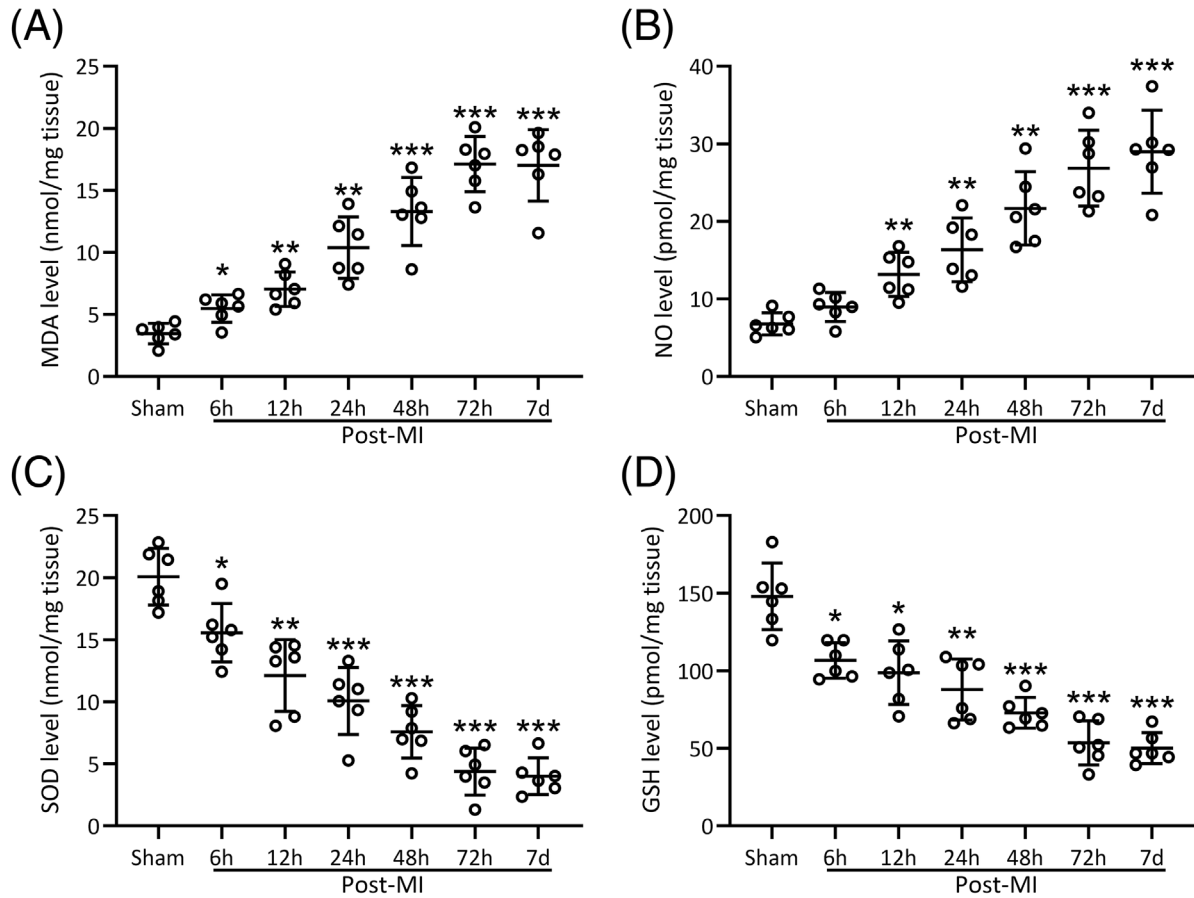 (A)
MDA level (nmol/mg tissue)
25
20
15
10
5
0
*
**
**
***
***
***
Sham 6h 12h 24h 48h 72h 7d
Post-MI
(B)
NO level (pmol/mg tissue)
40
30
20
10
0
**
**
**
***
***
Sham 6h 12h 24h 48h 72h 7d
Post-MI
(C)
SOD level (nmol/mg tissue)
25
20
15
10
5
0
*
**
***
***
***
***
Sham 6h 12h 24h 48h 72h 7d
Post-MI
(D)
GSH level (pmol/mg tissue)
200
150
100
50
0
*
*
**
***
***
***
Sham 6h 12h 24h 48h 72h 7d
Post-MI